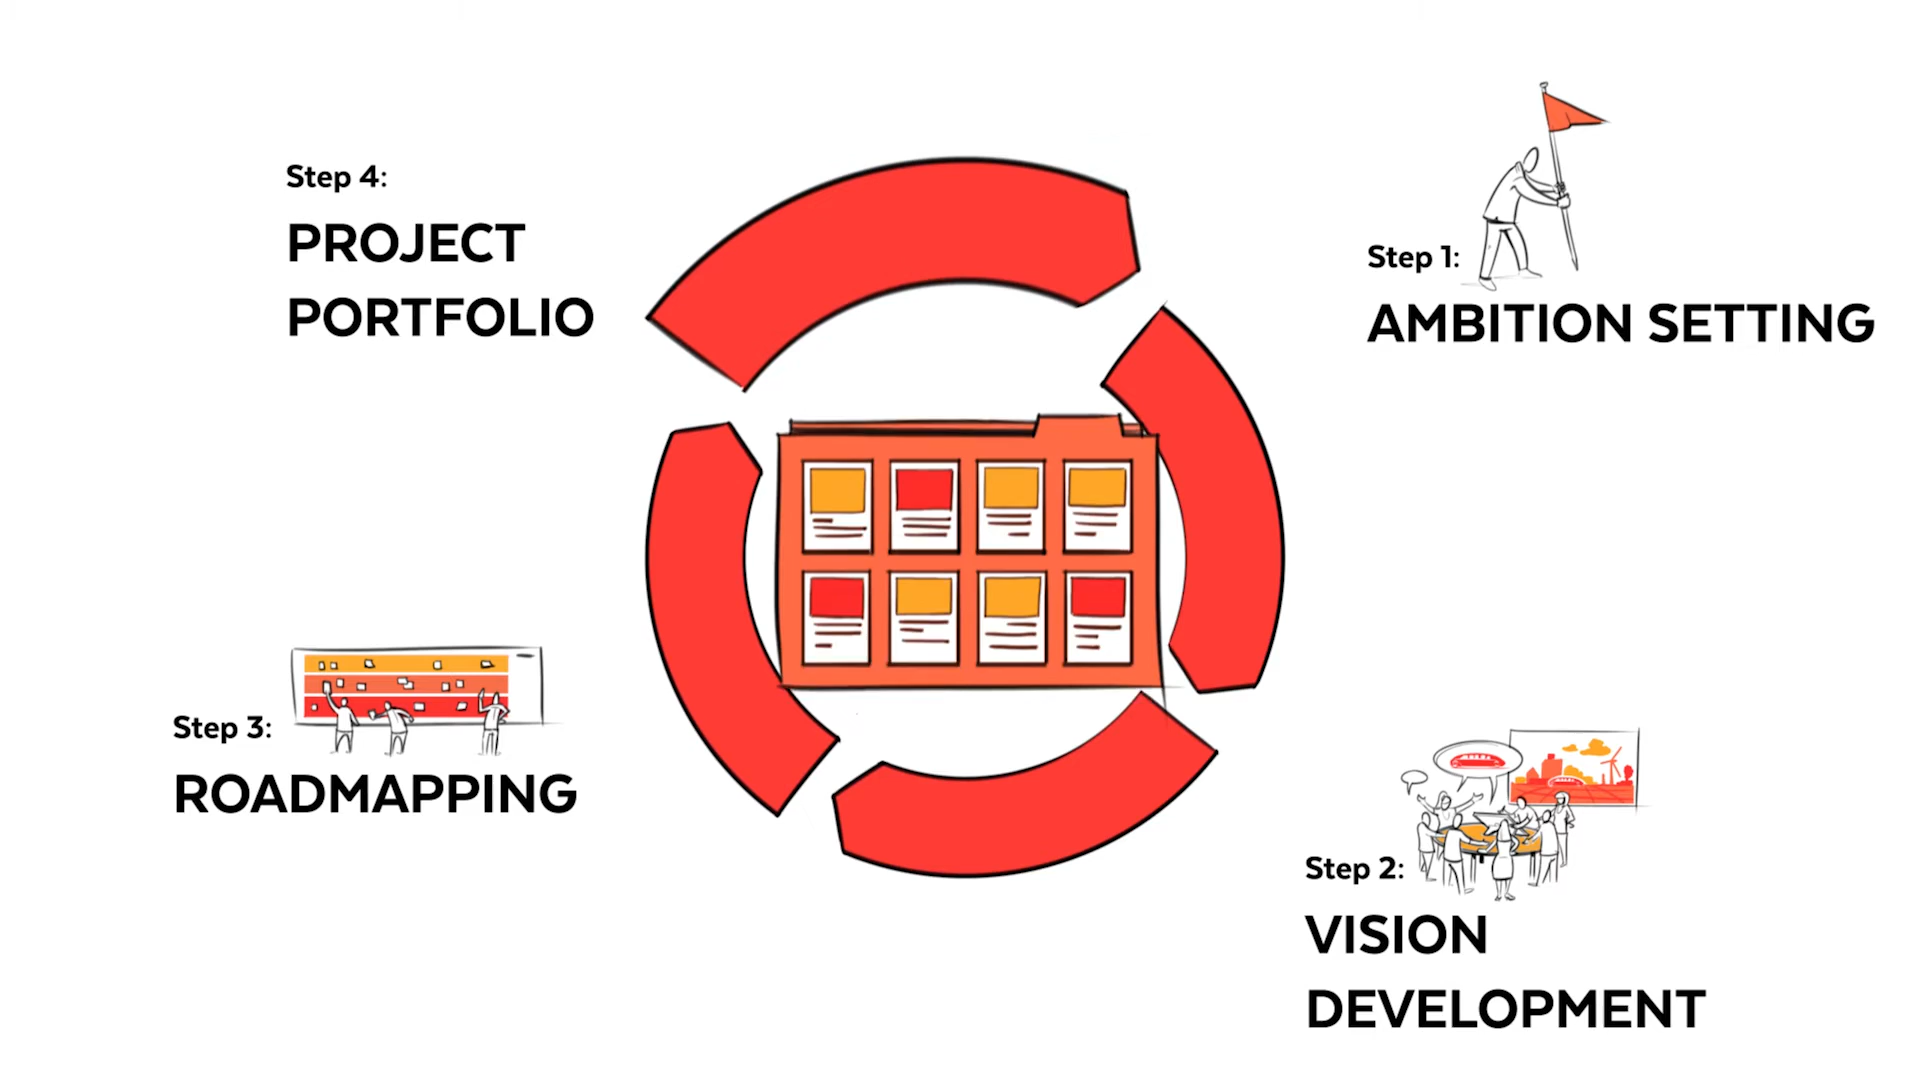 Step 4:
PROJECT
PORTFOLIO
Step 1:
AMBITION SETTING
Step 3:
ROADMAPPING
Step 2:
VISION
DEVELOPMENT